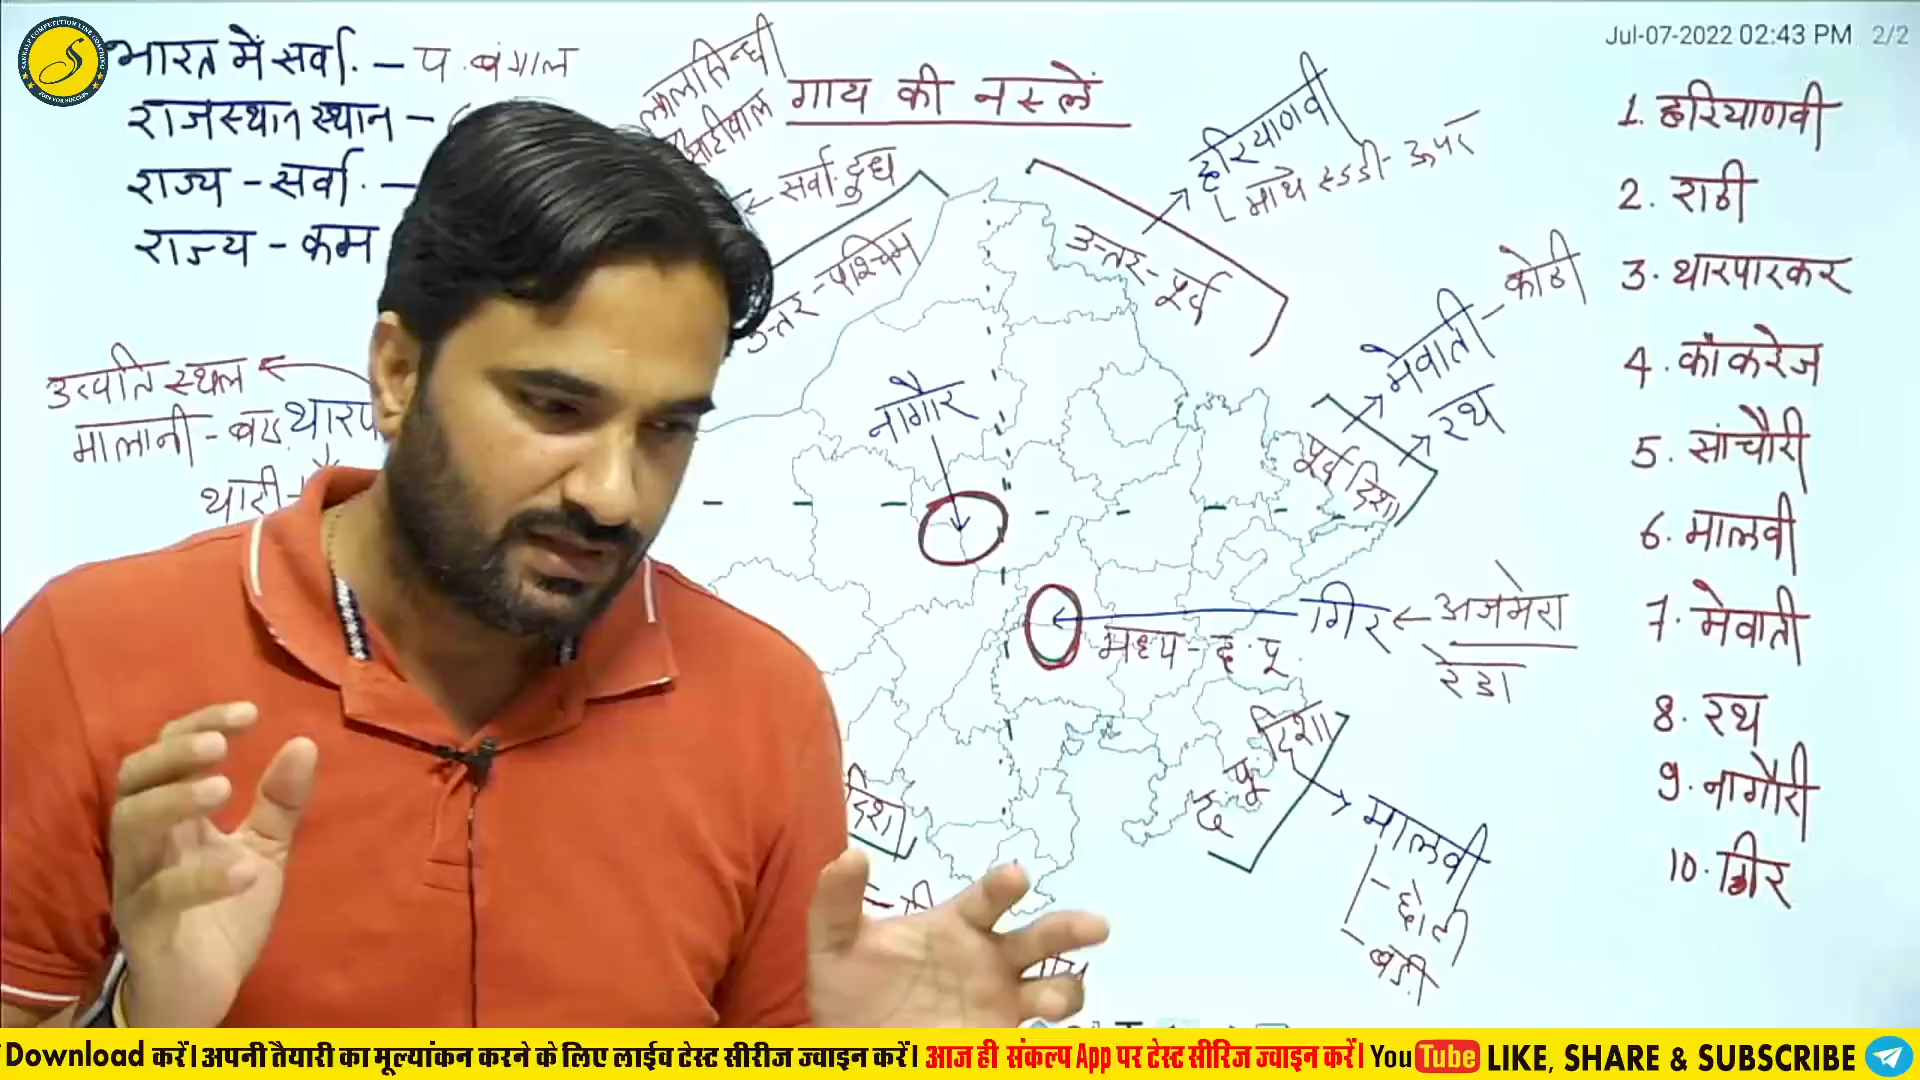 Jul-07-2022 02:43 PM 2/2
भारत में सर्वा. – प. बंगाल
राजस्थान स्थान –
राज्य – सर्वा. –
राज्य – कम
गाय की नस्लें
लालसिन्धी
साहीवाल
← सर्वा. दुध
उत्तर-पश्चिम
उत्तर-पूर्व
हरियाणवी
माथे हडडी-ऊपर
मेवाती – कोठी
रथ
पूर्व दिशा
नागौर
उत्पति स्थल
मालानी –
थारी
गिर ← अजमेरा
रेडा
मध्य – द. पू.
द. पू. दिशा
दिशा
मालवी
– छोटी
– बडी
1. हरियाणवी
2. राठी
3. थारपारकर
4. कांकरेज
5. सांचौरी
6. मालवी
7. मेवाती
8. रथ
9. नागौरी
10. गिर
Download करें। अपनी तैयारी का मूल्यांकन करने के लिए लाईव टेस्ट सीरीज ज्वाइन करें। आज ही संकल्प App पर टेस्ट सीरिज ज्वाइन करें। YouTube LIKE, SHARE & SUBSCRIBE